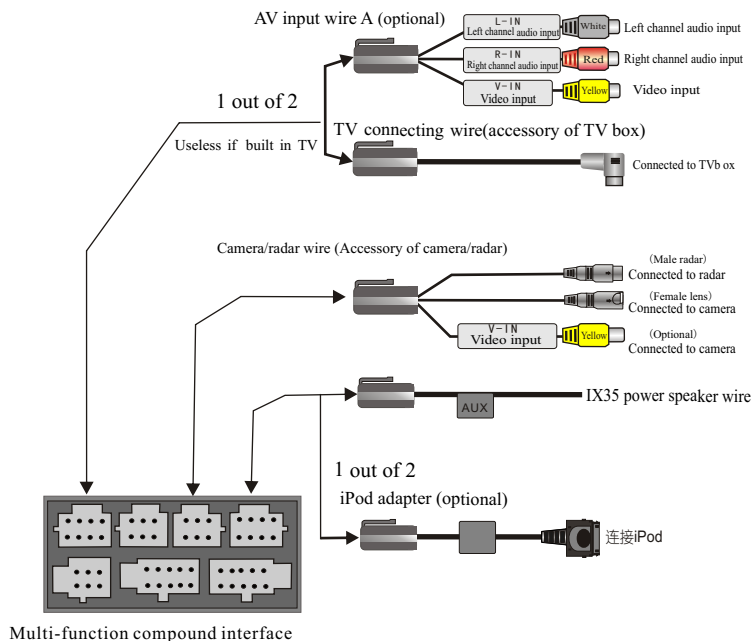 AV input wire A (optional)
L-IN
Left channel audio input
White
Left channel audio input
R-IN
Right channel audio input
Red
Right channel audio input
V-IN
Video input
Yellow
Video input
1 out of 2
Useless if built in TV
TV connecting wire(accessory of TV box)
Connected to TVb ox
Camera/radar wire (Accessory of camera/radar)
(Male radar)
Connected to radar
(Female lens)
Connected to camera
V-IN
Video input
Yellow
(Optional)
Connected to camera
AUX
IX35 power speaker wire
1 out of 2
iPod adapter (optional)
连接iPod
Multi-function compound interface